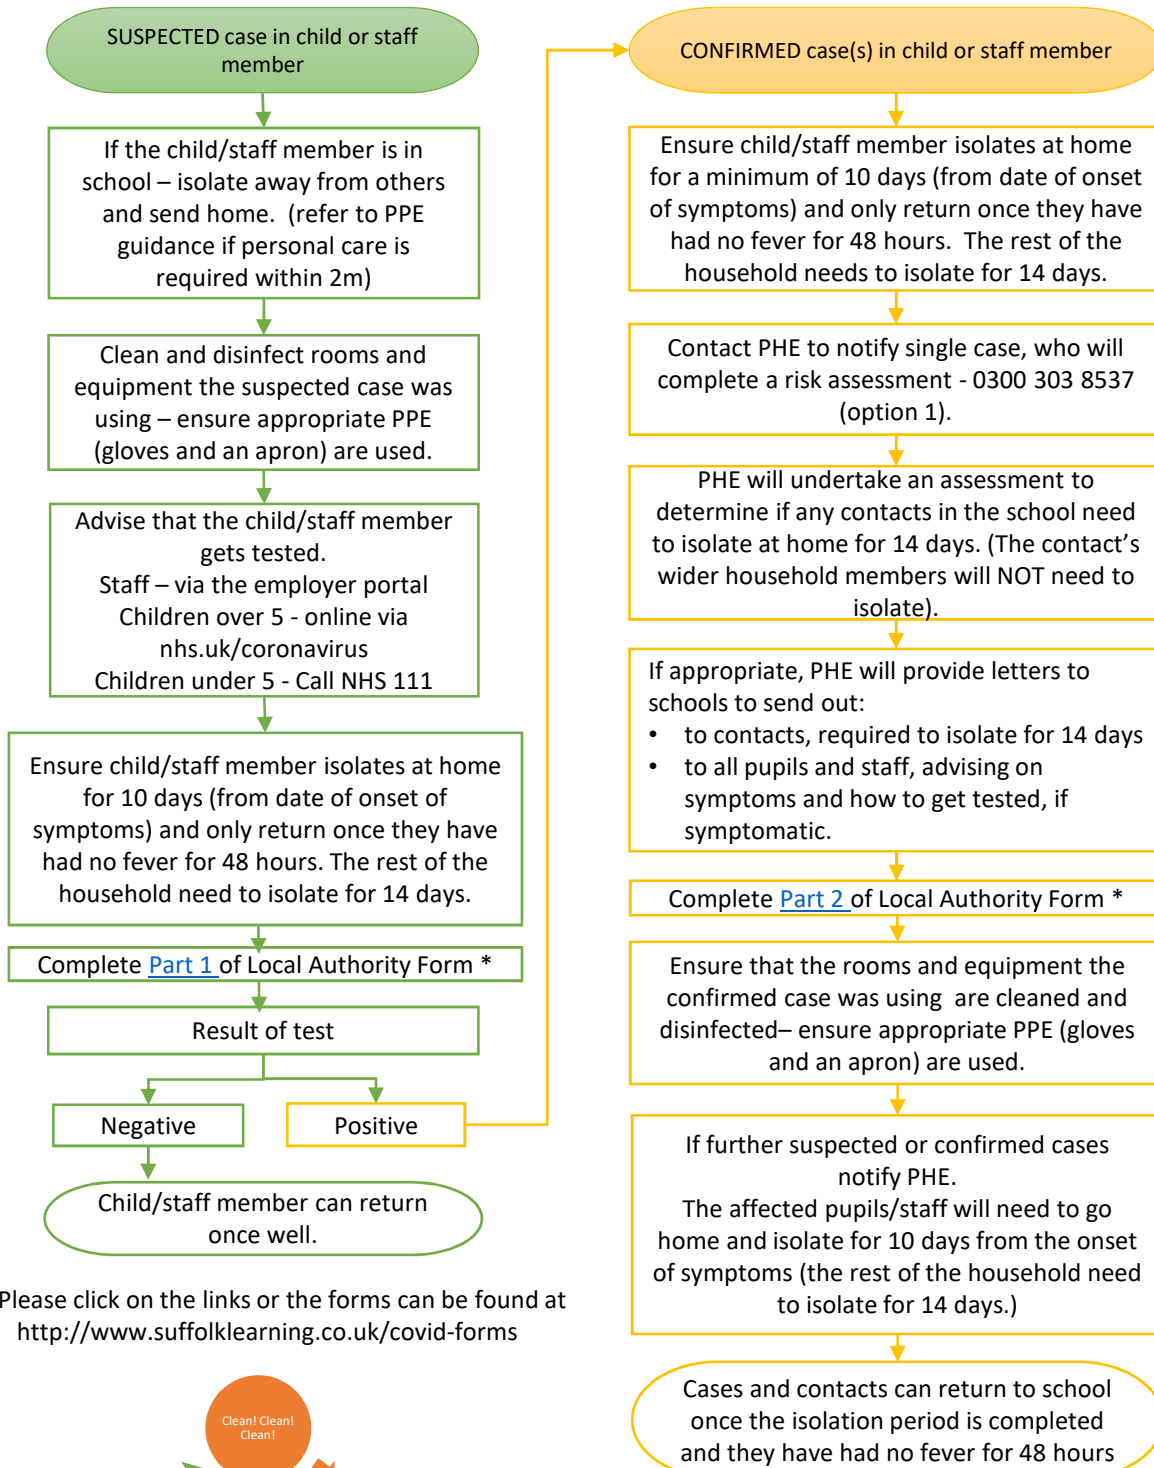 SUSPECTED case in child or staff
member
If the child/staff member is in
school – isolate away from others
and send home.  (refer to PPE
guidance if personal care is
required within 2m)
Clean and disinfect rooms and
equipment the suspected case was
using – ensure appropriate PPE
(gloves and an apron) are used.
Advise that the child/staff member
gets tested.
Staff – via the employer portal
Children over 5 - online via
nhs.uk/coronavirus
Children under 5 - Call NHS 111
Ensure child/staff member isolates at home
for 10 days (from date of onset of
symptoms) and only return once they have
had no fever for 48 hours. The rest of the
household need to isolate for 14 days.
Complete Part 1 of Local Authority Form *
Result of test
Negative
Positive
Child/staff member can return
once well.
Please click on the links or the forms can be found at
http://www.suffolklearning.co.uk/covid-forms
Clean! Clean!
Clean!
CONFIRMED case(s) in child or staff member
Ensure child/staff member isolates at home
for a minimum of 10 days (from date of onset
of symptoms) and only return once they have
had no fever for 48 hours.  The rest of the
household needs to isolate for 14 days.
Contact PHE to notify single case, who will
complete a risk assessment - 0300 303 8537
(option 1).
PHE will undertake an assessment to
determine if any contacts in the school need
to isolate at home for 14 days. (The contact’s
wider household members will NOT need to
isolate).
If appropriate, PHE will provide letters to
schools to send out:
• to contacts, required to isolate for 14 days
• to all pupils and staff, advising on
symptoms and how to get tested, if
symptomatic.
Complete Part 2 of Local Authority Form *
Ensure that the rooms and equipment the
confirmed case was using  are cleaned and
disinfected– ensure appropriate PPE (gloves
and an apron) are used.
If further suspected or confirmed cases
notify PHE.
The affected pupils/staff will need to go
home and isolate for 10 days from the onset
of symptoms (the rest of the household need
to isolate for 14 days.)
Cases and contacts can return to school
once the isolation period is completed
and they have had no fever for 48 hours